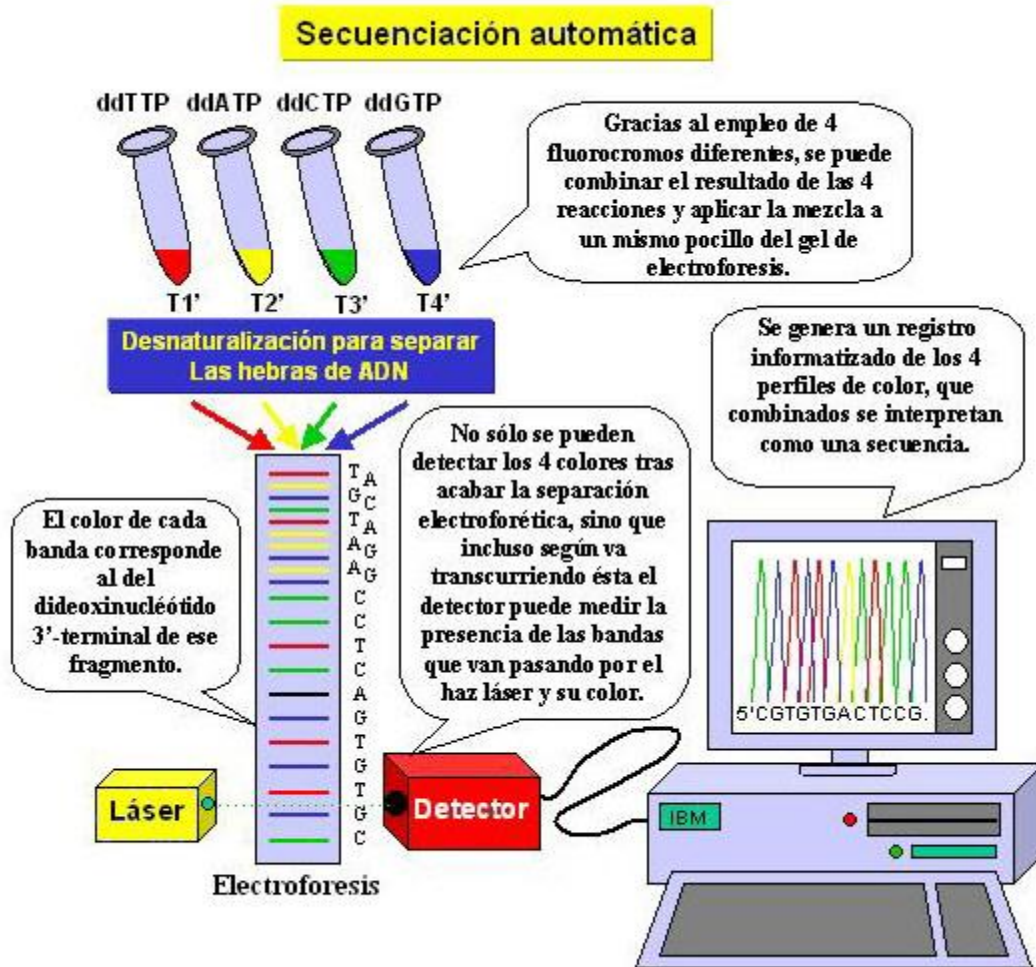 Secuenciación automática
ddTTP ddATP ddCTP ddGTP
T1' T2' T3' T4'
Gracias al empleo de 4
fluorocromos diferentes, se puede
combinar el resultado de las 4
reacciones y aplicar la mezcla a
un mismo pocillo del gel de
electroforesis.
Desnaturalización para separar
Las hebras de ADN
Se genera un registro
informatizado de los 4
perfiles de color, que
combinados se interpretan
como una secuencia.
No sólo se pueden
detectar los 4 colores tras
acabar la separación
electroforética, sino que
incluso según va
transcurriendo ésta el
detector puede medir la
presencia de las bandas
que van pasando por el
haz láser y su color.
El color de cada
banda corresponde
al del
dideoxinucléótido
3'-terminal de ese
fragmento.
T
A
G
C
T
A
A
G
A
G
C
C
T
C
A
G
T
G
T
G
C
5'CGTGTGACTCCG.
Láser
Detector
IBM
Electroforesis